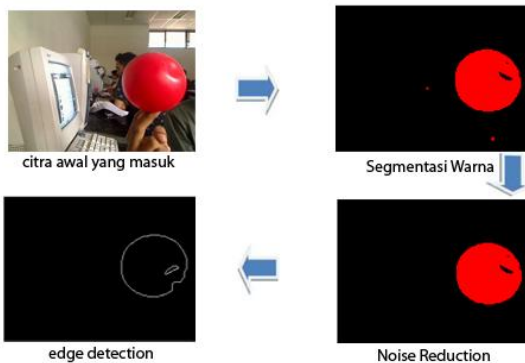 citra awal yang masuk
Segmentasi Warna
edge detection
Noise Reduction